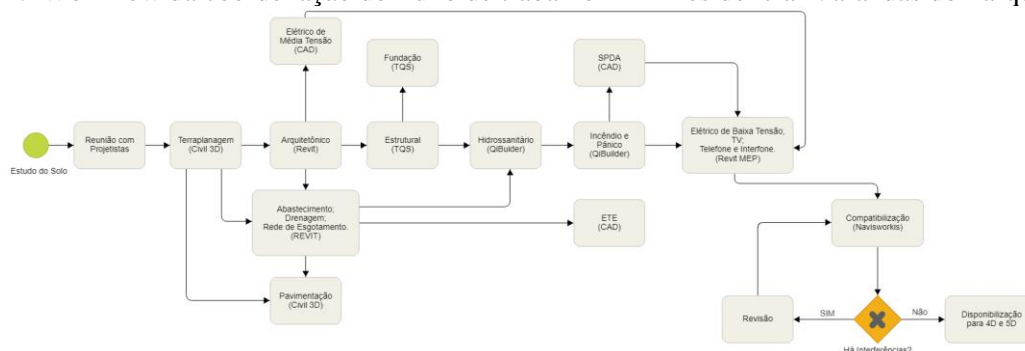 Elétrico de
Média Tensão
(CAD)
Fundação
(TQS)
SPDA
(CAD)
Estudo do Solo
Reunião com
Projetistas
Terraplanagem
(Civil 3D)
Arquitetônico
(Revit)
Estrutural
(TQS)
Hidrossanitário
(QiBuider)
Incêndio e
Pânico
(QiBuilder)
Elétrico de Baixa Tensão;
TV;
Telefone e Interfone.
(Revit MEP)
Abastecimento;
Drenagem;
Rede de Esgotamento.
(REVIT)
ETE
(CAD)
Compatibilização
(Navisworkis)
Pavimentação
(Civil 3D)
Revisão
SIM
Não
Disponibilização
para 4D e 5D
Há Interferências?